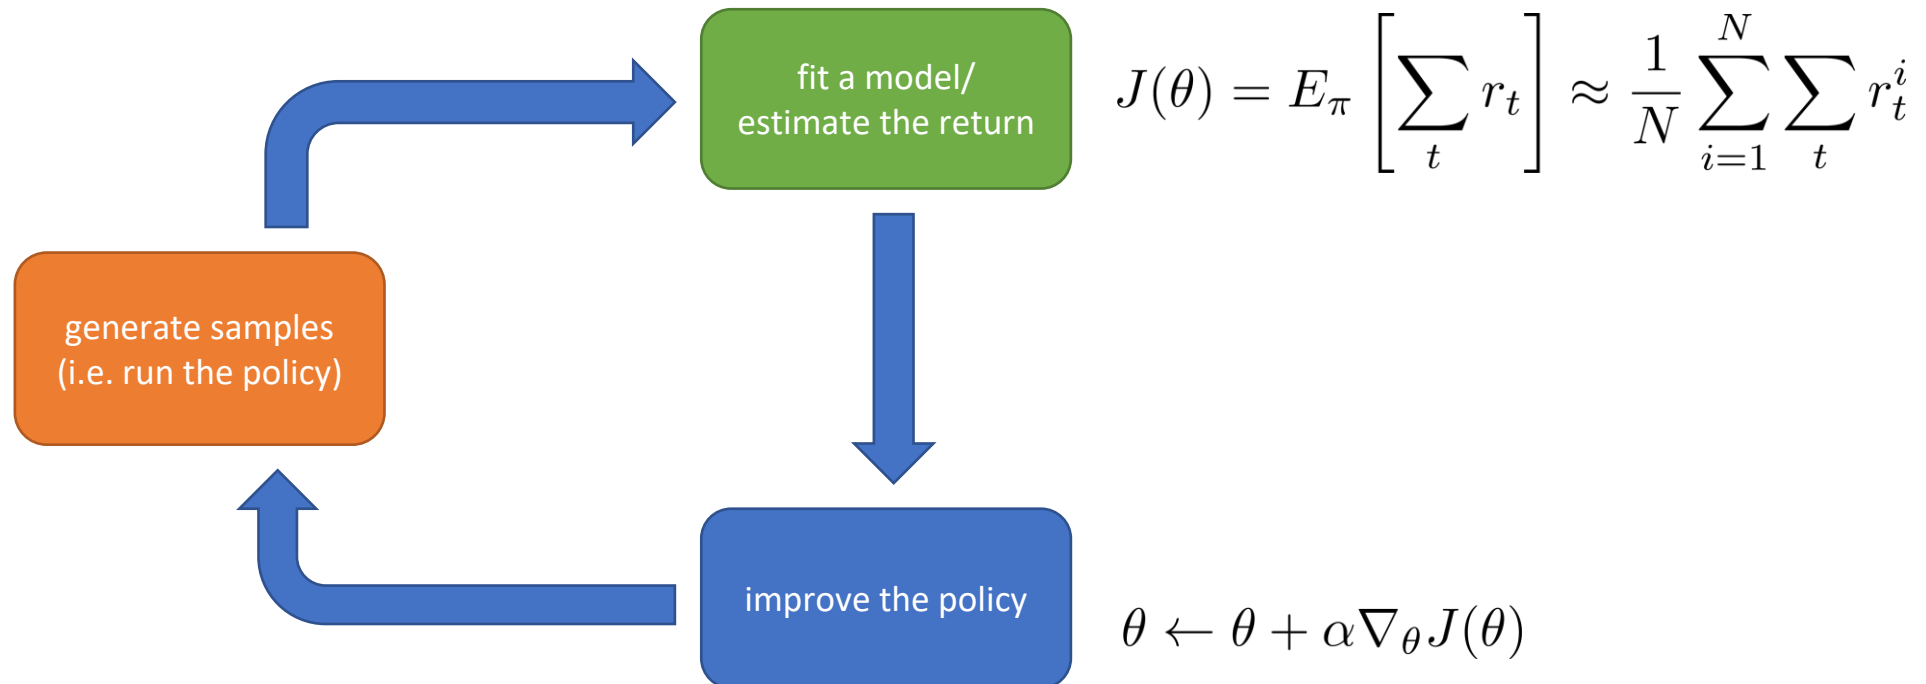 fit a model/
estimate the return
J(θ) = E_π [∑_t r_t] ≈ 1/N ∑_{i=1}^{N} ∑_t r_t^i
generate samples
(i.e. run the policy)
improve the policy
θ ← θ + α∇_θ J(θ)